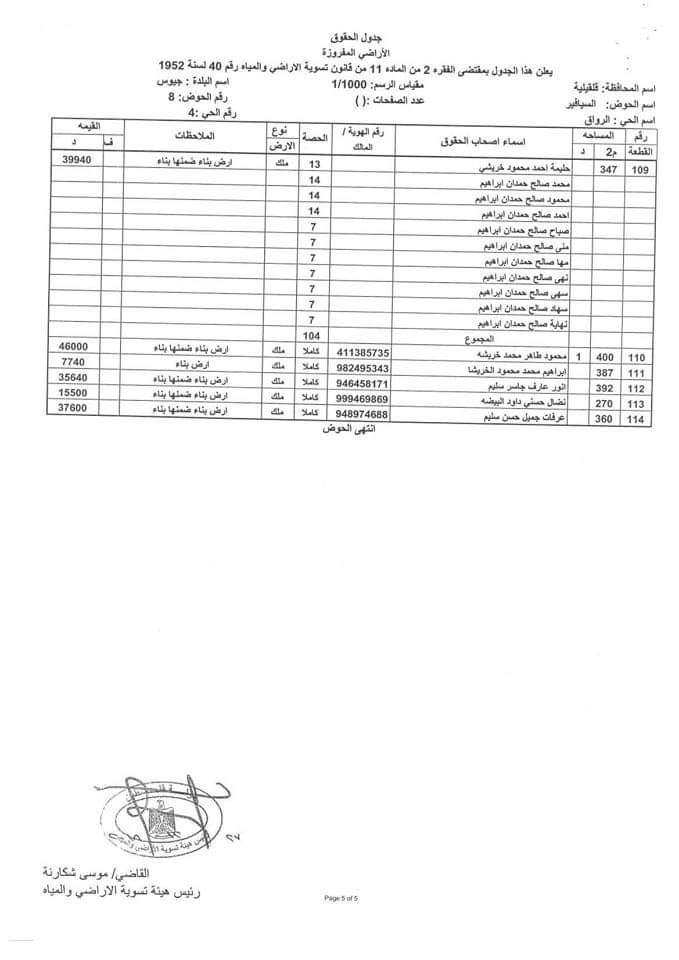 جدول الحقوق
الأراضي المفروزة
يعلن هذا الجدول بمقتضى الفقره 2 من الماده 11 من قانون تسوية الاراضي والمياه رقم 40 لسنة 1952
اسم المحافظة: قلقيلية مقياس الرسم: 1/1000 اسم البلدة : جيوس
اسم الحوض: السيافير عدد الصفحات :( ) رقم الحوض: 8
اسم الحي : الرواق رقم الحي :4
رقم القطعة المساحه د م2 اسماء اصحاب الحقوق رقم الهوية / المالك الحصة نوع الارض الملاحظات القيمه ف د
109 347 حليمة احمد محمود خريشي 13 ملك ارض بناء ضمنها بناء 39940
محمد صالح حمدان ابراهيم 14
محمود صالح حمدان ابراهيم 14
احمد صالح حمدان ابراهيم 14
صباح صالح حمدان ابراهيم 7
منى صالح حمدان ابراهيم 7
مها صالح حمدان ابراهيم 7
نهى صالح حمدان ابراهيم 7
سهى صالح حمدان ابراهيم 7
سهاد صالح حمدان ابراهيم 7
نهاية صالح حمدان ابراهيم 7
المجموع 104
110 400 1 محمود طاهر محمد خريشه 411385735 كاملا ملك ارض بناء ضمنها بناء 46000
111 387 ابراهيم محمد محمود الخريشا 982495343 كاملا ملك ارض بناء 7740
112 392 انور عارف جاسر سليم 946458171 كاملا ملك ارض بناء ضمنها بناء 35640
113 270 نضال حسني داود البيضه 999469869 كاملا ملك ارض بناء ضمنها بناء 15500
114 360 عرفات جميل حسن سليم 948974688 كاملا ملك ارض بناء ضمنها بناء 37600
انتهى الحوض
رئيس هيئة تسوية الاراضي والمياه
القاضي/ موسى شكارنة
رئيس هيئة تسوية الاراضي والمياه
Page 5 of 5